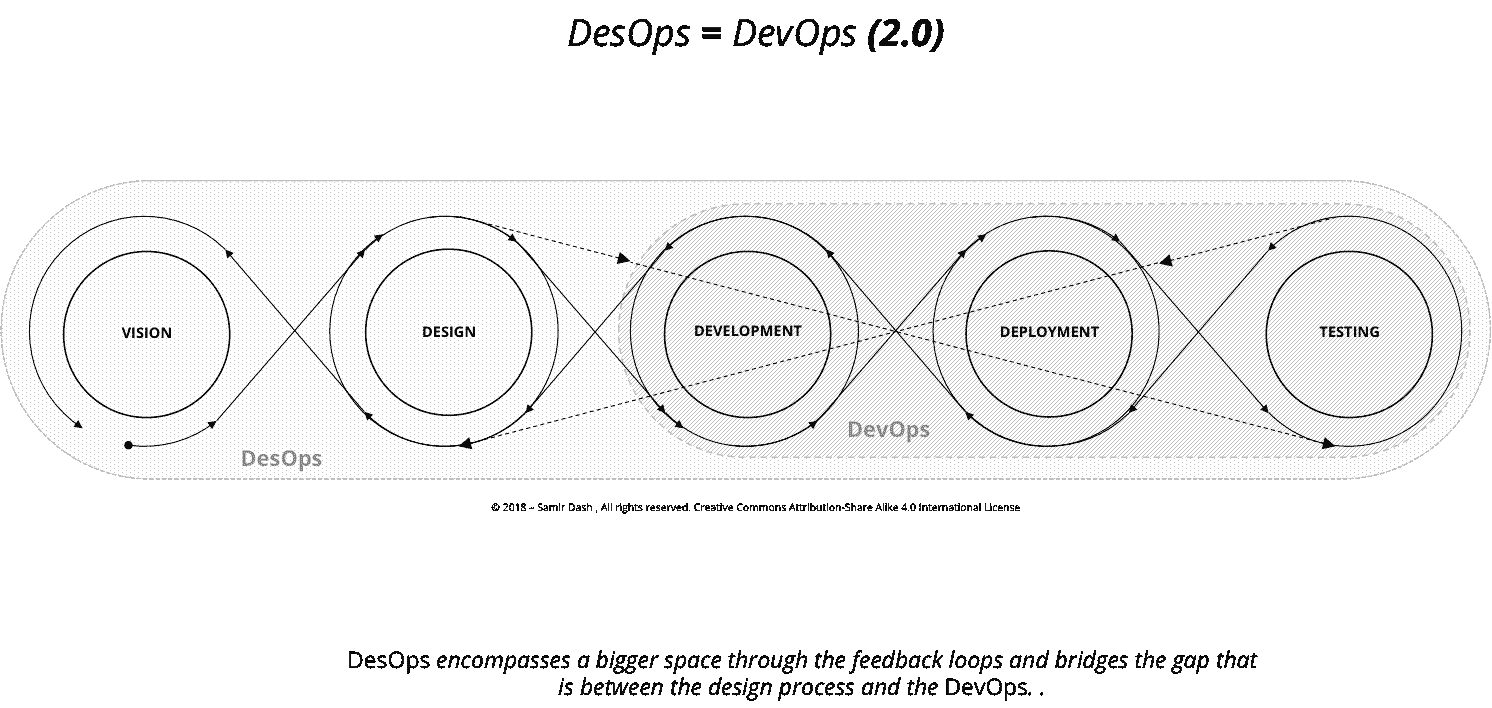 DesOps = DevOps (2.0)
VISION
DESIGN
DEVELOPMENT
DEPLOYMENT
TESTING
DevOps
DesOps
© 2018 – Samir Dash , All rights reserved. Creative Commons Attribution-Share Alike 4.0 International License
DesOps encompasses a bigger space through the feedback loops and bridges the gap that
is between the design process and the DevOps. .